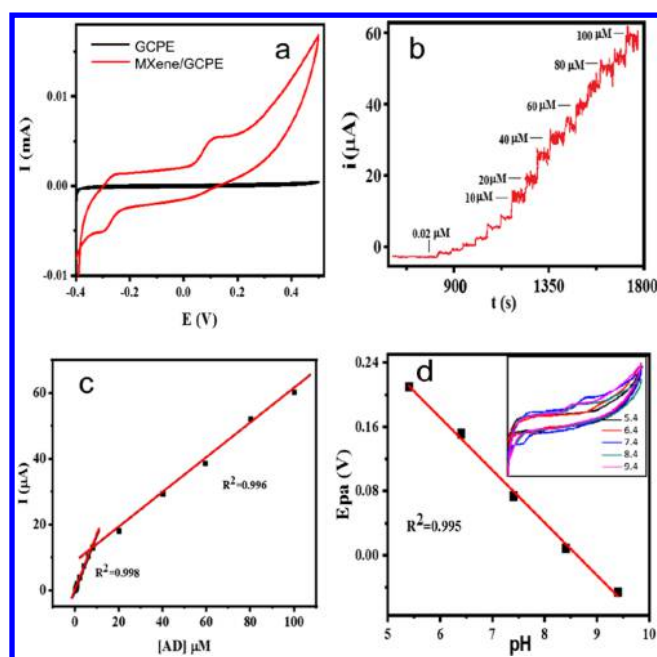 a
GCPE
MXene/GCPE
I (mA)
0.01
0.00
-0.01
-0.4
-0.2
0.0
0.2
0.4
E (V)
b
i(μA)
60
40
20
0
100 μM
80 μM
60 μM
40 μM
20μM
10 μM
0.02 μM
900
1350
1800
t (s)
c
I (μA)
60
40
20
0
R²=0.996
R²=0.998
0
20
40
60
80
100
[AD] μM
d
Epa (V)
0.24
0.16
0.08
0.00
5.4
6.4
7.4
8.4
9.4
R²=0.995
5
6
7
8
9
10
pH